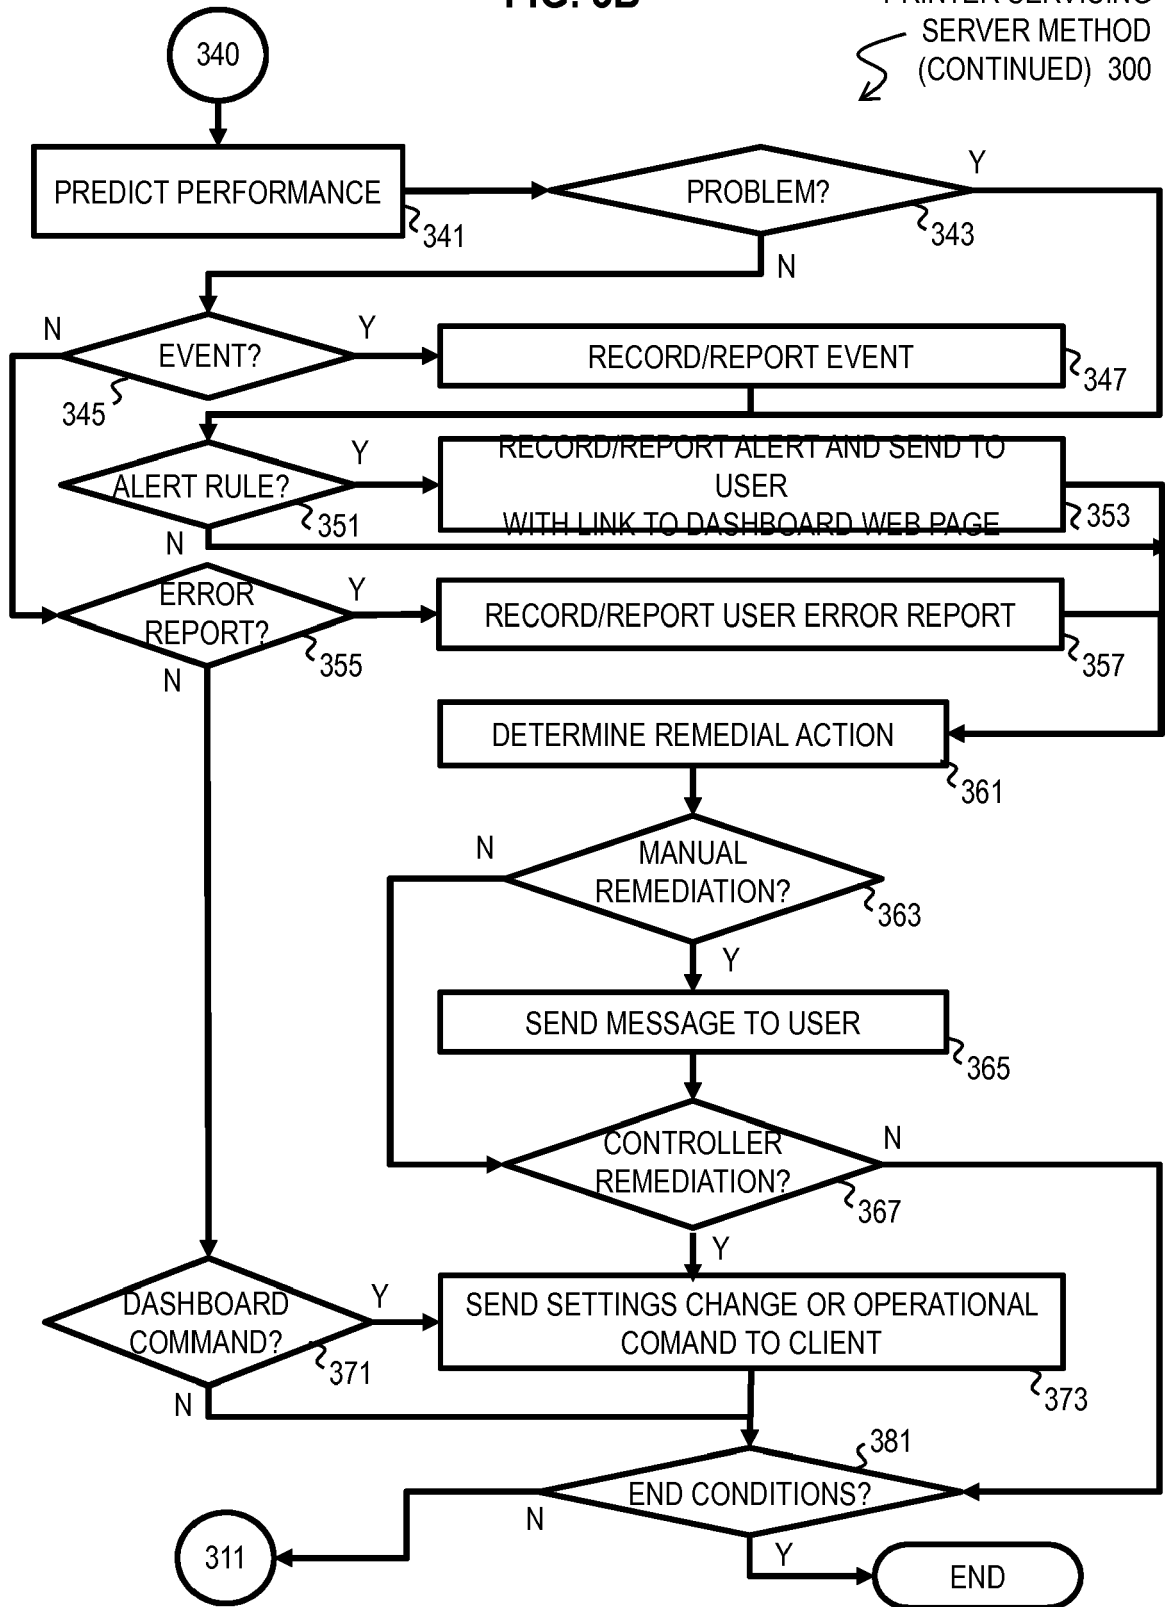 340
SERVER METHOD
(CONTINUED) 300
PREDICT PERFORMANCE
341
PROBLEM?
Y
343
N
N
EVENT?
Y
345
RECORD/REPORT EVENT
347
ALERT RULE?
Y
351
N
RECORD/REPORT ALERT AND SEND TO
USER
WITH LINK TO DASHBOARD WEB PAGE
353
ERROR
REPORT?
Y
355
N
RECORD/REPORT USER ERROR REPORT
357
DETERMINE REMEDIAL ACTION
361
N
MANUAL
REMEDIATION?
363
Y
SEND MESSAGE TO USER
365
CONTROLLER
REMEDIATION?
N
367
Y
DASHBOARD
COMMAND?
Y
371
N
SEND SETTINGS CHANGE OR OPERATIONAL
COMAND TO CLIENT
373
381
END CONDITIONS?
N
Y
311
END